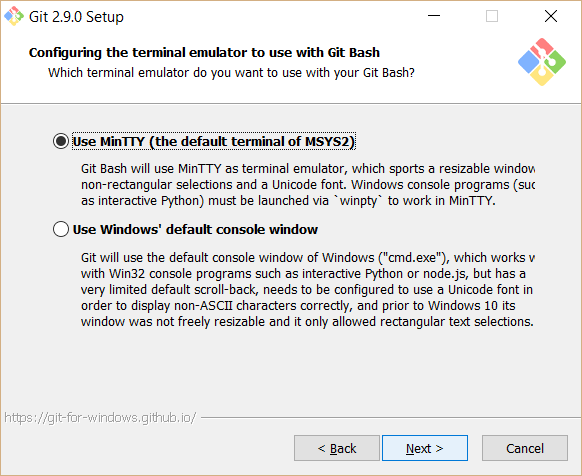 Git 2.9.0 Setup
Configuring the terminal emulator to use with Git Bash
Which terminal emulator do you want to use with your Git Bash?
Use MinTTY (the default terminal of MSYS2)
Git Bash will use MinTTY as terminal emulator, which sports a resizable window
non-rectangular selections and a Unicode font. Windows console programs (suc
as interactive Python) must be launched via `winpty` to work in MinTTY.
Use Windows' default console window
Git will use the default console window of Windows ("cmd.exe"), which works w
with Win32 console programs such as interactive Python or node.js, but has a
very limited default scroll-back, needs to be configured to use a Unicode font in
order to display non-ASCII characters correctly, and prior to Windows 10 its
window was not freely resizable and it only allowed rectangular text selections.
https://git-for-windows.github.io/
< Back
Next >
Cancel